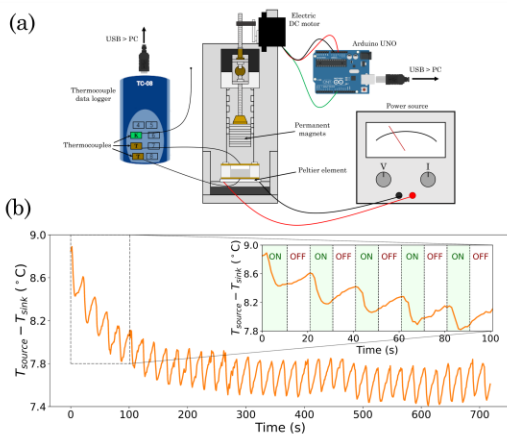 (a)
USB > PC
Electric
DC motor
Arduino UNO
USB > PC
TC-08
Thermocouple
data logger
Thermocouples
Permanent
magnets
Peltier element
Power source
V
I
(b)
T_source − T_sink (°C)
9.0
8.6
8.2
7.8
7.4
0
100
200
300
400
500
600
700
Time (s)
T_source − T_sink (°C)
9.0
8.6
8.2
7.8
ON OFF ON OFF ON OFF ON OFF ON OFF
0
20
40
60
80
100
Time (s)